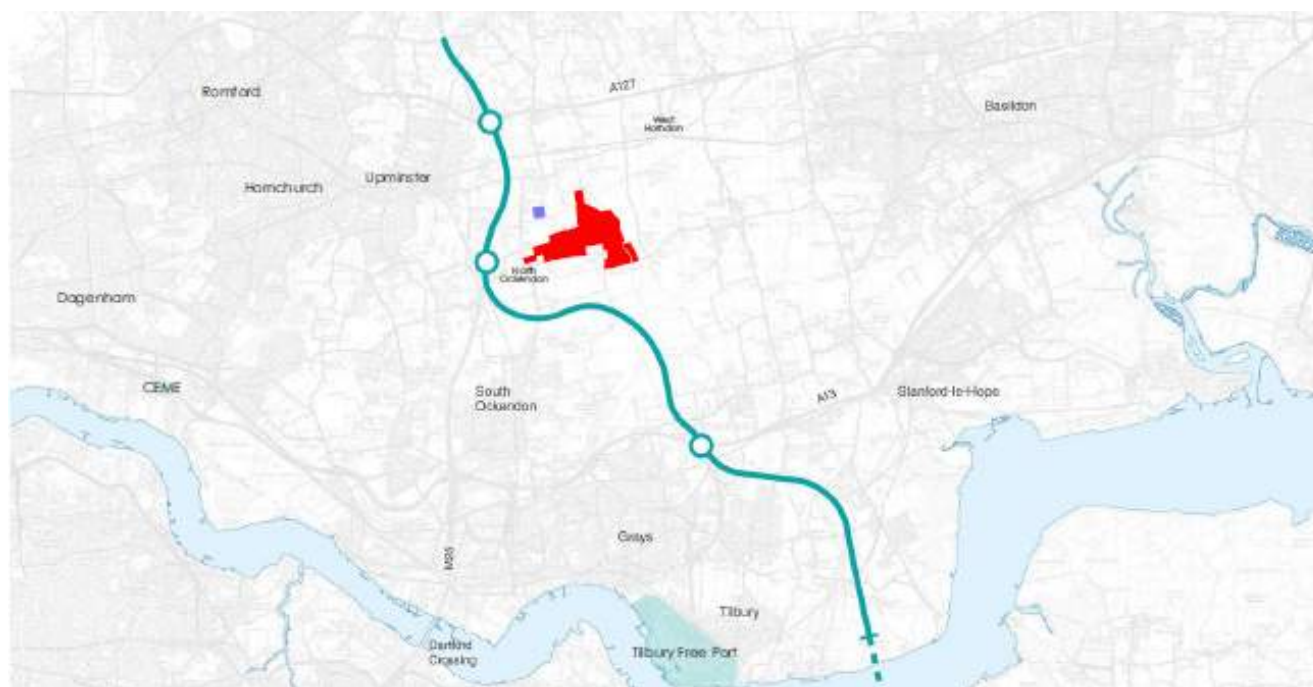 A127
Romford
Basildon
West
Horndon
Upminster
Hornchurch
North
Ockendon
Dagenham
CEME
South
Ockendon
A13
Stanford-le-Hope
Grays
M25
Tilbury
Dartford
Crossing
Tilbury Free Port